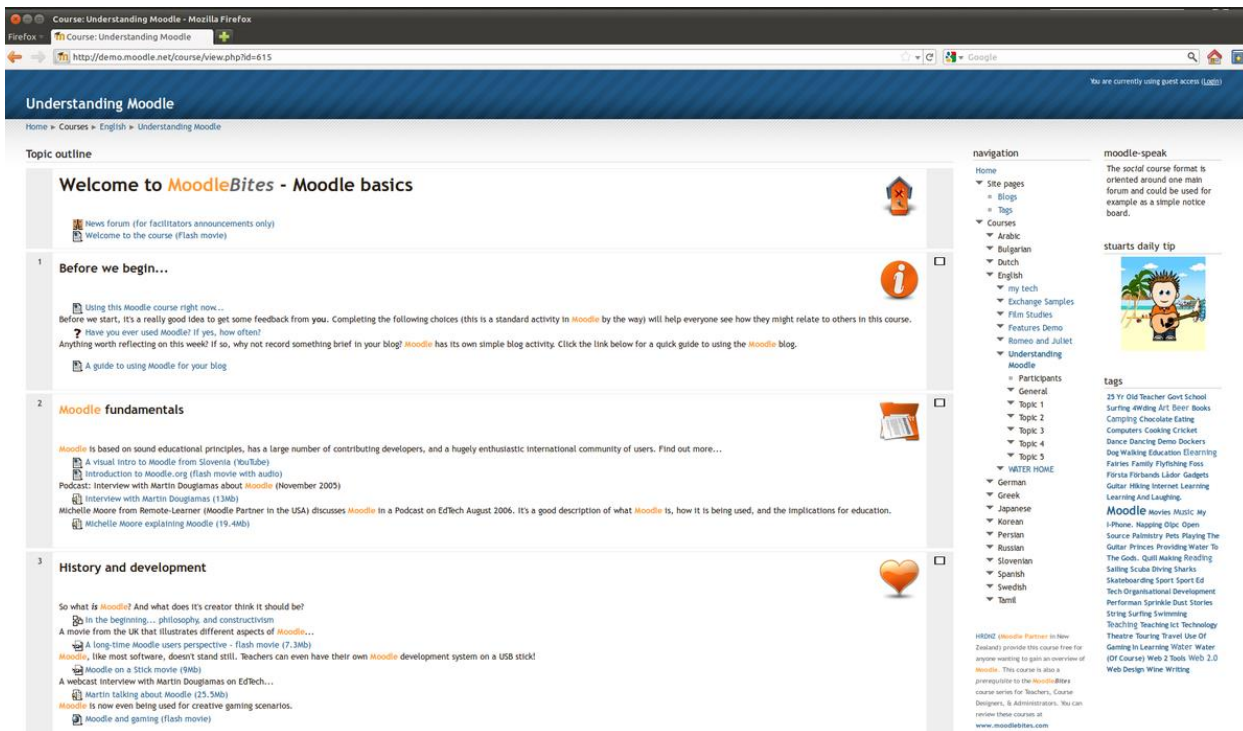 Course: Understanding Moodle - Mozilla Firefox
Firefox
Course: Understanding Moodle
http://demo.moodle.net/course/view.php?id=615
Google
You are currently using guest access (Login)
Understanding Moodle
Home ► Courses ► English ► Understanding Moodle
Topic outline
Welcome to MoodleBites - Moodle basics
News forum (for facilitators announcements only)
Welcome to the course (Flash movie)
1
Before we begin...
Using this Moodle course right now...
Before we start, it's a really good idea to get some feedback from you. Completing the following choices (this is a standard activity in Moodle by the way) will help everyone see how they might relate to others in this course.
Have you ever used Moodle? If yes, how often?
Anything worth reflecting on this week? If so, why not record something brief in your blog? Moodle has its own simple blog activity. Click the link below for a quick guide to using the Moodle blog.
A guide to using Moodle for your blog
2
Moodle fundamentals
Moodle is based on sound educational principles, has a large number of contributing developers, and a hugely enthusiastic international community of users. Find out more...
A visual intro to Moodle from Slovenia (YouTube)
Introduction to Moodle.org (flash movie with audio)
Podcast: Interview with Martin Dougiamas about Moodle (November 2005)
Interview with Martin Dougiamas (13Mb)
Michelle Moore from Remote-Learner (Moodle Partner in the USA) discusses Moodle in a Podcast on EdTech August 2006. It's a good description of what Moodle is, how it is being used, and the implications for education.
Michelle Moore explaining Moodle (19.4Mb)
3
History and development
So what is Moodle? And what does it's creator think it should be?
In the beginning... philosophy, and constructivism
A movie from the UK that illustrates different aspects of Moodle...
A long-time Moodle users perspective - flash movie (7.3Mb)
Moodle, like most software, doesn't stand still. Teachers can even have their own Moodle development system on a USB stick!
Moodle on a Stick movie (9Mb)
A webcast interview with Martin Dougiamas on EdTech...
Martin talking about Moodle (25.5Mb)
Moodle is now even being used for creative gaming scenarios.
Moodle and gaming (flash movie)
navigation
Home
Site pages
Blogs
Tags
Courses
Arabic
Bulgarian
Dutch
English
my tech
Exchange Samples
Film Studies
Features Demo
Romeo and Juliet
Understanding
Moodle
Participants
General
Topic 1
Topic 2
Topic 3
Topic 4
Topic 5
WATER HOME
German
Greek
Japanese
Korean
Persian
Russian
Slovenian
Spanish
Swedish
Tamil
HRDNZ (Moodle Partner in New
Zealand) provide this course free for
anyone wanting to gain an overview of
Moodle. This course is also a
prerequisite to the MoodleBites
course series for Teachers, Course
Designers, & Administrators. You can
review these courses at
www.moodlebites.com
moodle-speak
The social course format is
oriented around one main
forum and could be used for
example as a simple notice
board.
stuarts daily tip
tags
25 Yr Old Teacher Govt School
Surfing 4Wding Art Beer Books
Camping Chocolate Eating
Computers Cooking Cricket
Dance Dancing Demo Dockers
Dog Walking Education Elearning
Fairies Family Flyfishing Foss
Första Förbands Lådor Gadgets
Guitar Hiking Internet Learning
Learning And Laughing.
Moodle Movies Music My
I-Phone. Napping Olpc Open
Source Palmistry Pets Playing The
Guitar Princes Providing Water To
The Gods. Quill Making Reading
Sailing Scuba Diving Sharks
Skateboarding Sport Sport Ed
Tech Organisational Development
Performan Sprinkle Dust Stories
String Surfing Swimming
Teaching Teaching Ict Technology
Theatre Touring Travel Use Of
Gaming In Learning Water Water
(Of Course) Web 2 Tools Web 2.0
Web Design Wine Writing